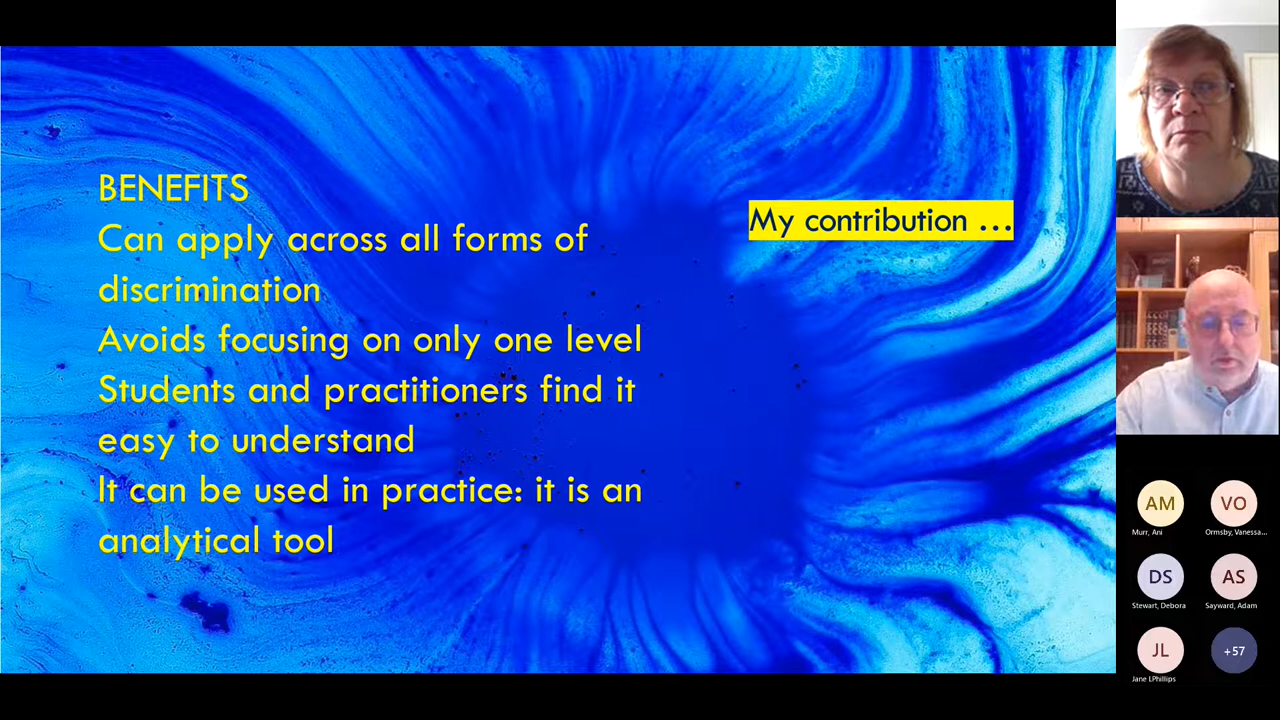 BENEFITS
Can apply across all forms of
discrimination
Avoids focusing on only one level
Students and practitioners find it
easy to understand
It can be used in practice: it is an
analytical tool
My contribution ...
AM
Murr, Ani
VO
Ormsby, Vanessa...
DS
Stewart, Debora
AS
Sayward, Adam
JL
Jane LPhillips
+57